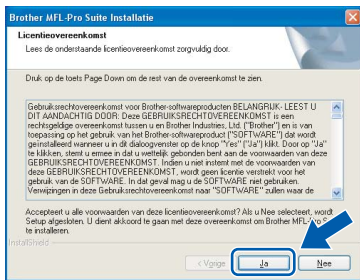 Brother MFL-Pro Suite Installatie
Licentieovereenkomst
Lees de onderstaande licentieovereenkomst zorgvuldig door.
Druk op de toets Page Down om de rest van de overeenkomst te zien.
Gebruiksrechtovereenkomst voor Brother-softwareproducten BELANGRIJK- LEEST U
DIT AANDACHTIG DOOR: Deze GEBRUIKSRECHTOVEREENKOMST is een
rechtsgeldige overeenkomst tussen u en Brother Industries, Ltd. ("Brother") en is van
toepassing op het gebruik van het Brother-softwareproduct ("SOFTWARE") dat wordt
geïnstalleerd wanneer u in dit dialoogvenster op de knop "Yes" ("Ja") klikt. Door op "Ja"
te klikken, stemt u ermee in dat u wettelijk gebonden bent aan de voorwaarden van deze
GEBRUIKSRECHTOVEREENKOMST. Indien u niet instemt met de voorwaarden van
deze GEBRUIKSRECHTOVEREENKOMST, wordt geen licentie verstrekt voor het
gebruik van de SOFTWARE. In dat geval mag u de SOFTWARE niet gebruiken.
Verwijzingen in deze Gebruiksrechtovereenkomst naar "SOFTWARE" zullen waar de
Accepteert u alle voorwaarden van deze licentieovereenkomst? Als u Nee selecteert, wordt
Setup afgesloten. U dient akkoord te gaan met deze overeenkomst om Brother MFL-Pro
te installeren.
InstallShield
< Vorige
Ja
Nee